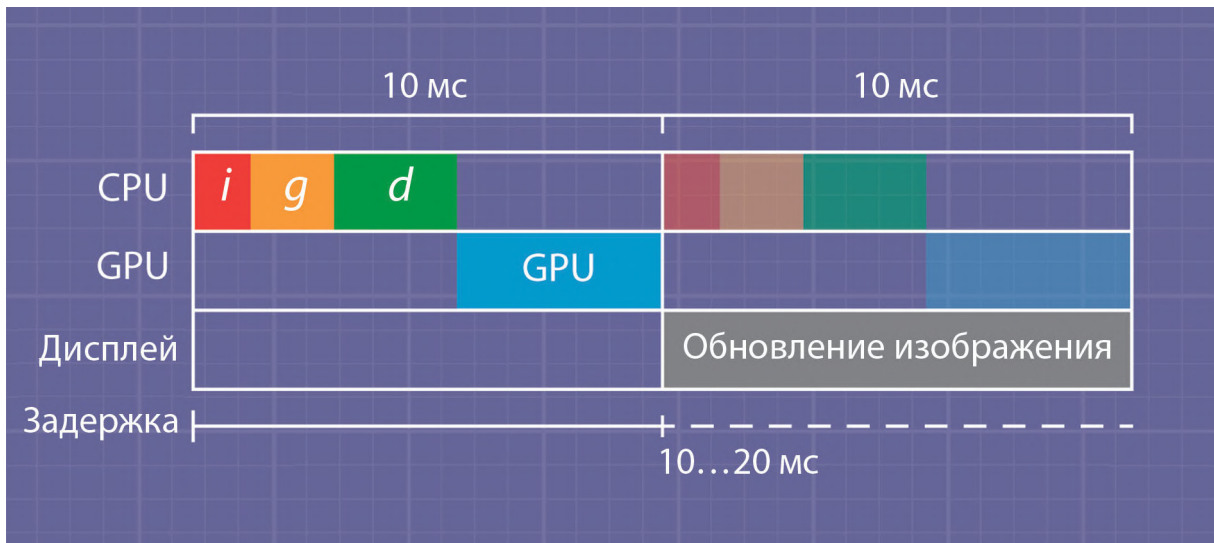 10 мс 10 мс
CPU i g d
GPU GPU
Дисплей Обновление изображения
Задержка
10...20 мс